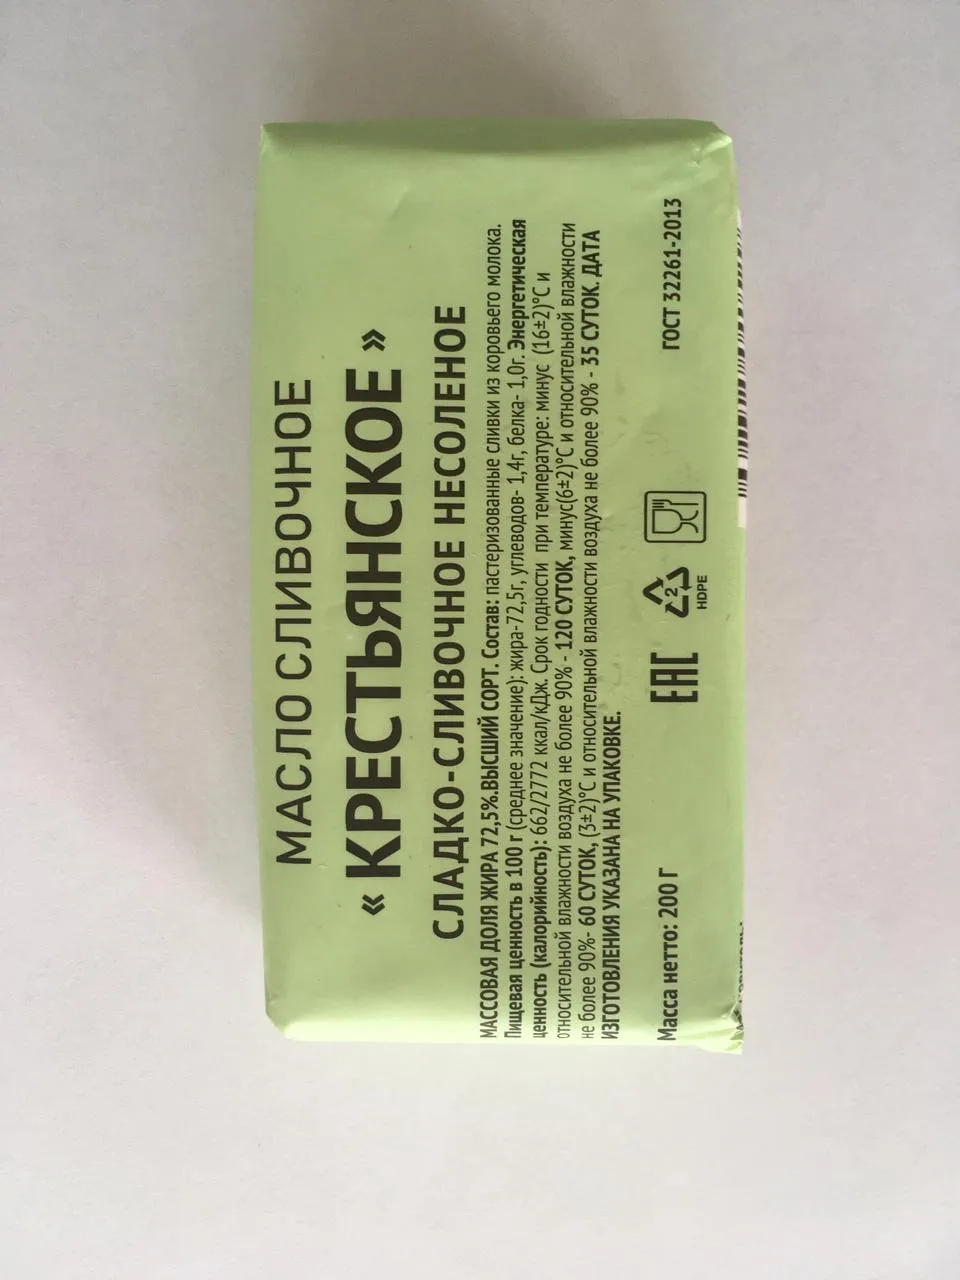 МАСЛО СЛИВОЧНОЕ
« КРЕСТЬЯНСКОЕ »
СЛАДКО-СЛИВОЧНОЕ НЕСОЛЕНОЕ
МАССОВАЯ ДОЛЯ ЖИРА 72,5%.ВЫСШИЙ СОРТ. Состав: пастеризованные сливки из коровьего молока.
Пищевая ценность в 100 г (среднее значение): жира-72,5г, углеводов- 1,4г, белка- 1,0г. Энергетическая
ценность (калорийность): 662/2772 ккал/кДж. Срок годности при температуре: минус (16±2)°С и
относительной влажности воздуха не более 90% - 120 СУТОК, минус(6±2)°С и относительной влажности
не более 90%- 60 СУТОК, (3±2)°С и относительной влажности воздуха не более 90% - 35 СУТОК. ДАТА
ИЗГОТОВЛЕНИЯ УКАЗАНА НА УПАКОВКЕ.
Масса нетто: 200 г
EAC
2
HDPE
ГОСТ 32261-2013